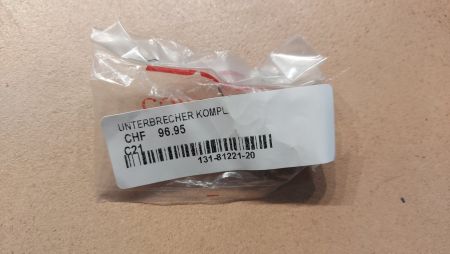 UNTERBRECHER KOMPL
CHF 96.95
C21
131-81221-20